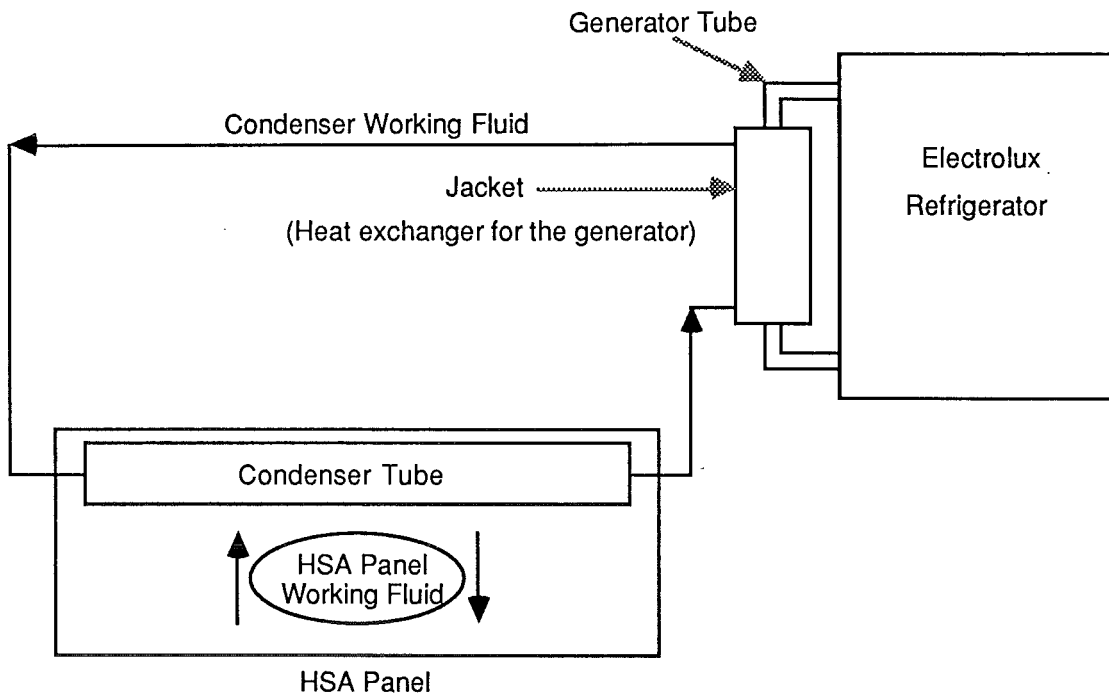 Generator Tube
Condenser Working Fluid
Jacket
(Heat exchanger for the generator)
Electrolux
Refrigerator
Condenser Tube
HSA Panel
Working Fluid
HSA Panel